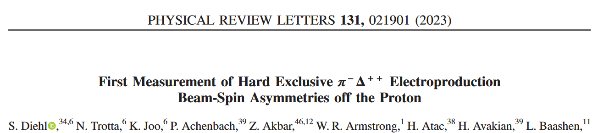 PHYSICAL REVIEW LETTERS 131, 021901 (2023)
First Measurement of Hard Exclusive π⁻Δ⁺⁺ Electroproduction
Beam-Spin Asymmetries off the Proton
S. Diehl,³⁴,⁶ N. Trotta,⁶ K. Joo,⁶ P. Achenbach,³⁹ Z. Akbar,⁴⁶,¹² W. R. Armstrong,¹ H. Atac,³⁸ H. Avakian,³⁹ L. Baashen,¹¹